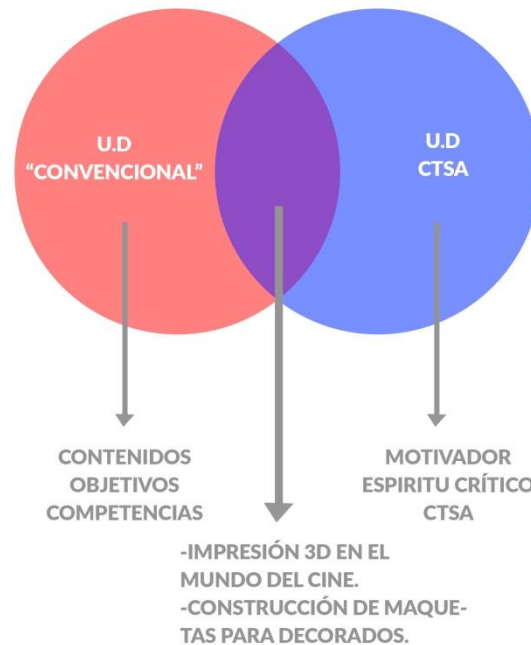 U.D
"CONVENCIONAL"
U.D
CTSA
CONTENIDOS
OBJETIVOS
COMPETENCIAS
MOTIVADOR
ESPIRITU CRÍTICO
CTSA
-IMPRESIÓN 3D EN EL
MUNDO DEL CINE.
-CONSTRUCCIÓN DE MAQUE-
TAS PARA DECORADOS.